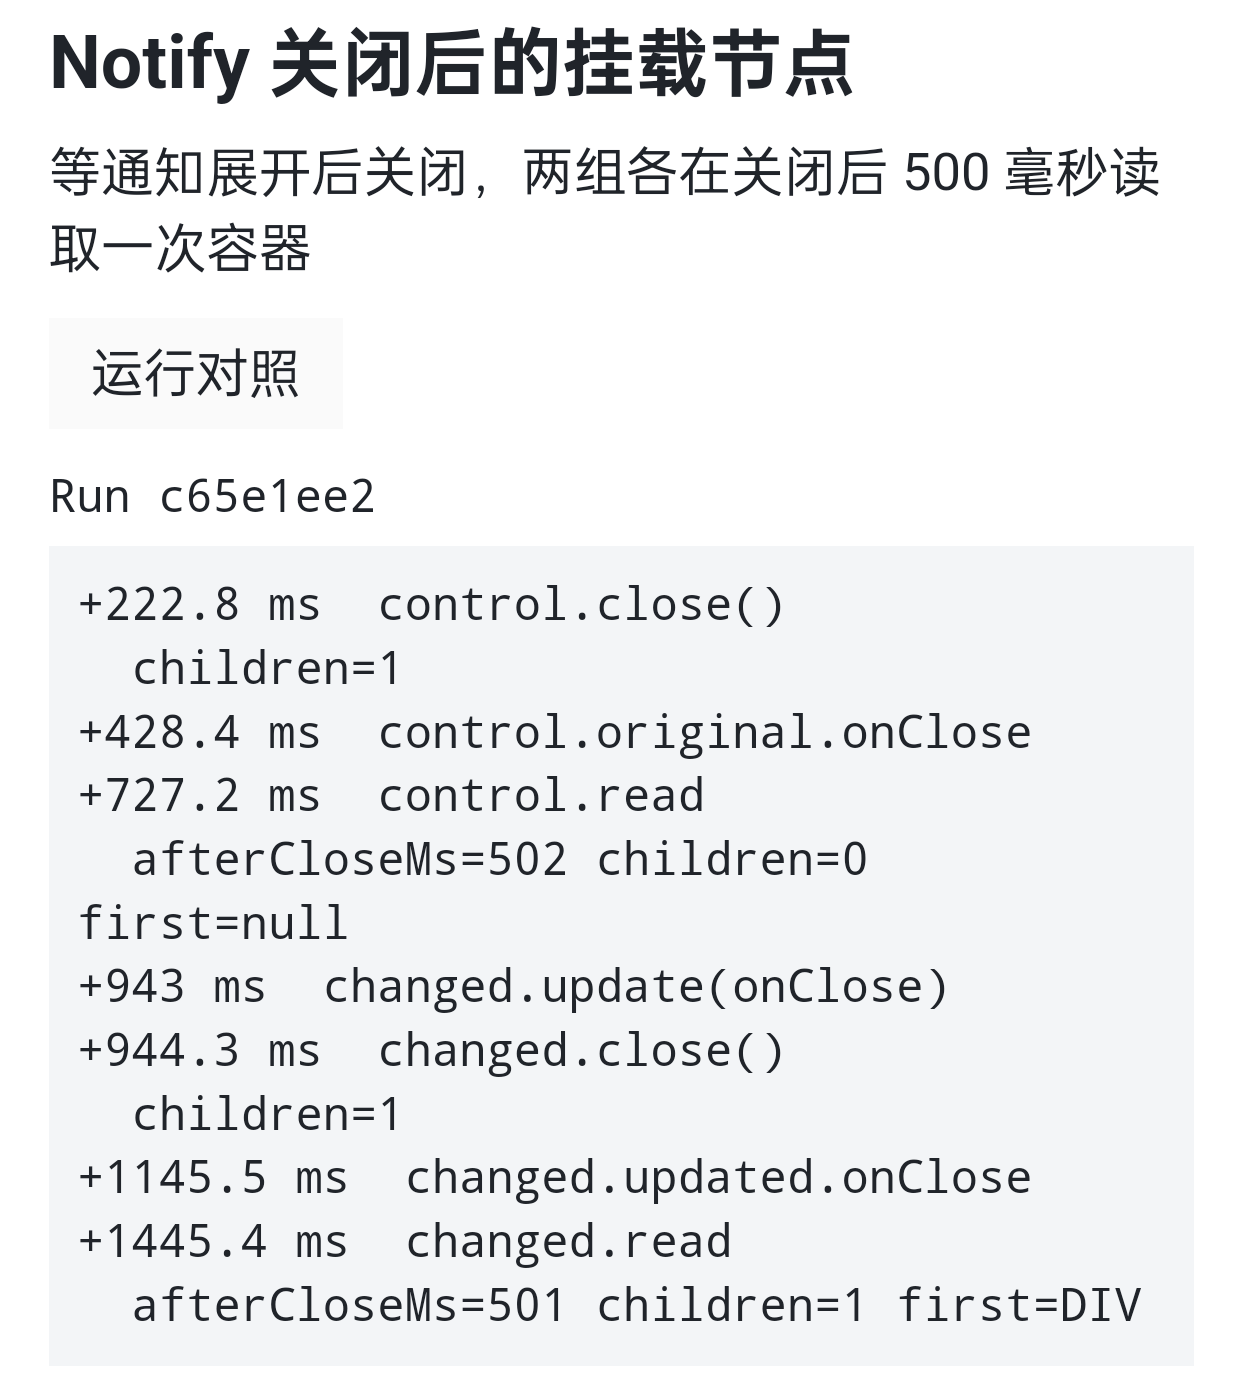 Notify 关闭后的挂载节点
等通知展开后关闭，两组各在关闭后 500 毫秒读
取一次容器
运行对照
Run c65e1ee2
+222.8 ms  control.close()
  children=1
+428.4 ms  control.original.onClose
+727.2 ms  control.read
  afterCloseMs=502 children=0
first=null
+943 ms  changed.update(onClose)
+944.3 ms  changed.close()
  children=1
+1145.5 ms  changed.updated.onClose
+1445.4 ms  changed.read
  afterCloseMs=501 children=1 first=DIV